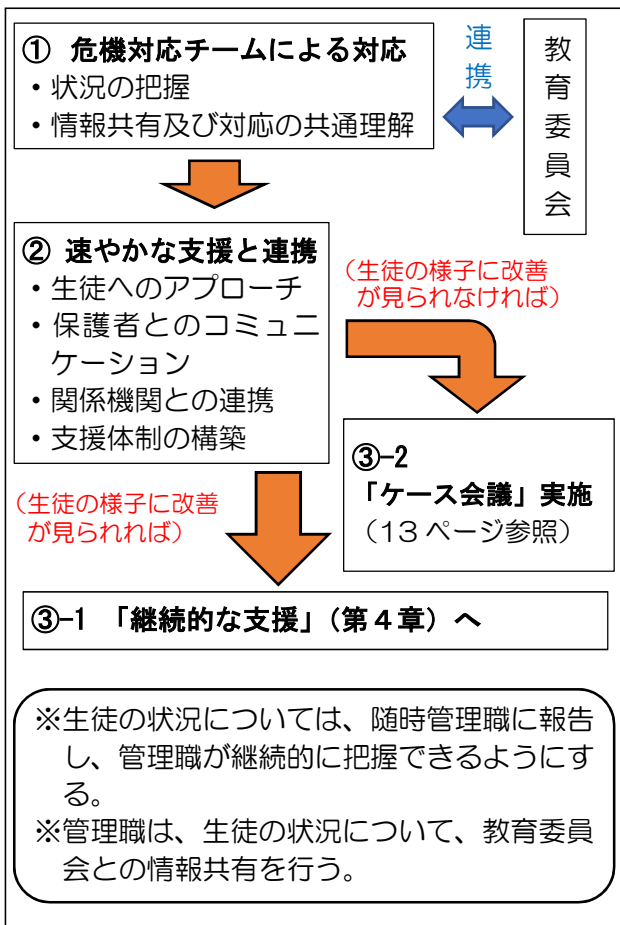 ① 危機対応チームによる対応
・状況の把握
・情報共有及び対応の共通理解
連携
教育委員会
② 速やかな支援と連携
・生徒へのアプローチ
・保護者とのコミュニ
ケーション
・関係機関との連携
・支援体制の構築
（生徒の様子に改善
が見られなければ）
③-2
「ケース会議」実施
（13 ページ参照）
（生徒の様子に改善
が見られれば）
③-1 「継続的な支援」（第４章）へ
※生徒の状況については、随時管理職に報告
し、管理職が継続的に把握できるようにす
る。
※管理職は、生徒の状況について、教育委員
会との情報共有を行う。